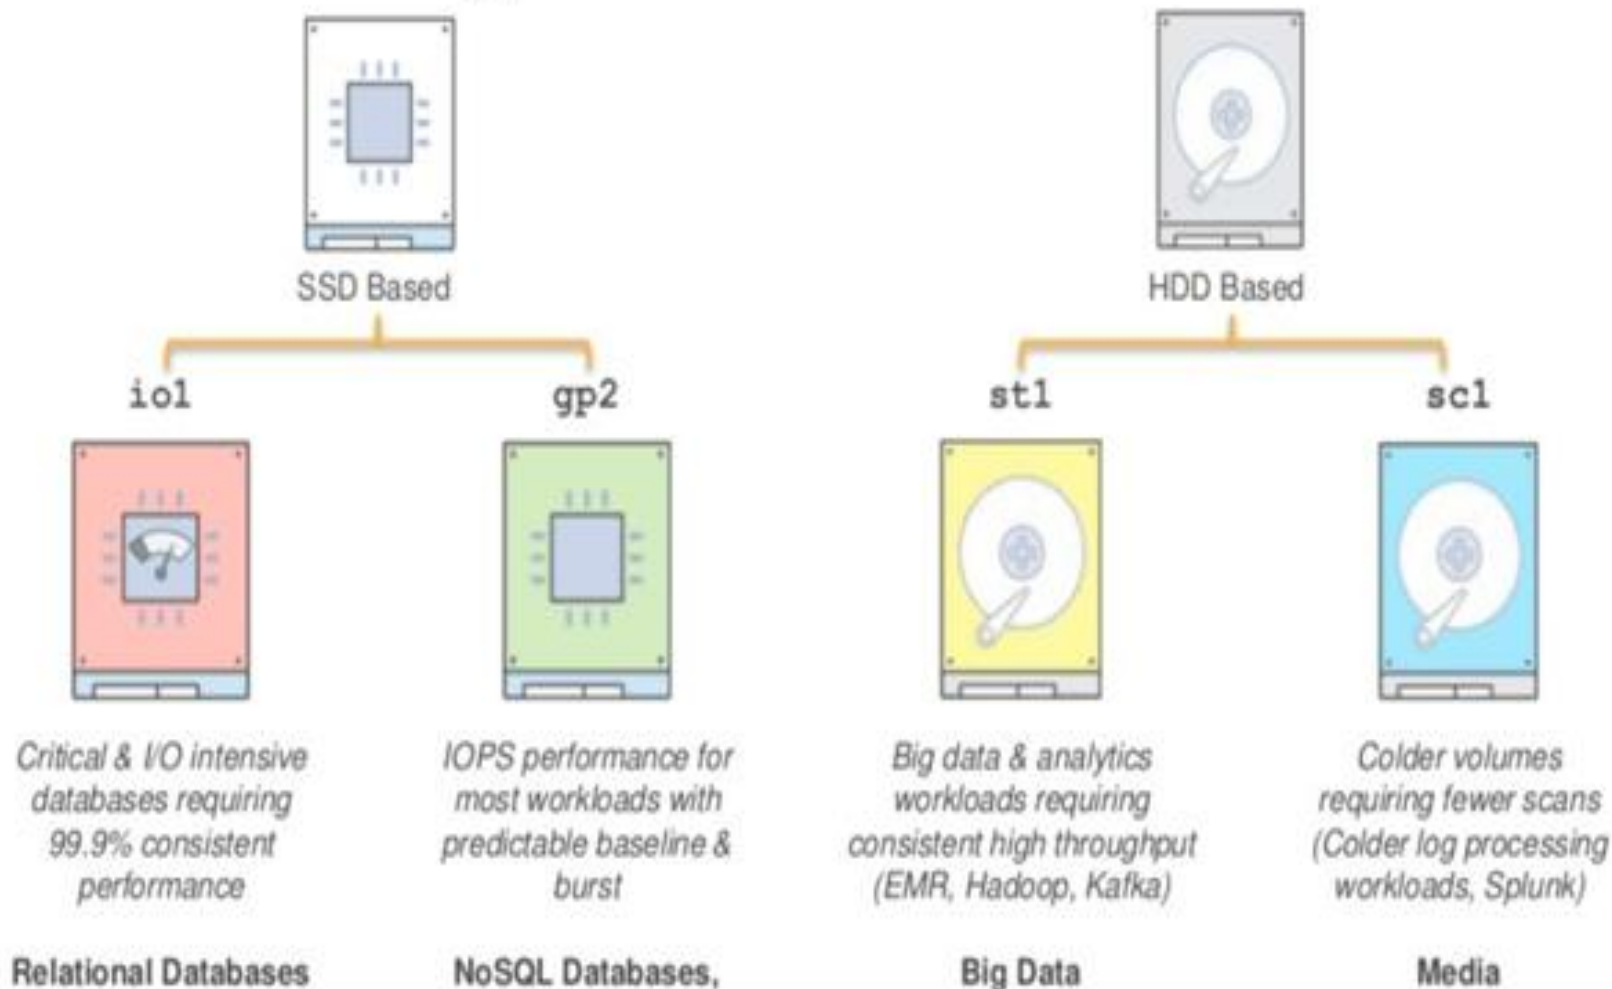 SSD Based
HDD Based
io1
gp2
st1
sc1
Critical & I/O intensive
databases requiring
99.9% consistent
performance
IOPS performance for
most workloads with
predictable baseline &
burst
Big data & analytics
workloads requiring
consistent high throughput
(EMR, Hadoop, Kafka)
Colder volumes
requiring fewer scans
(Colder log processing
workloads, Splunk)
Relational Databases
NoSQL Databases,
Big Data
Media